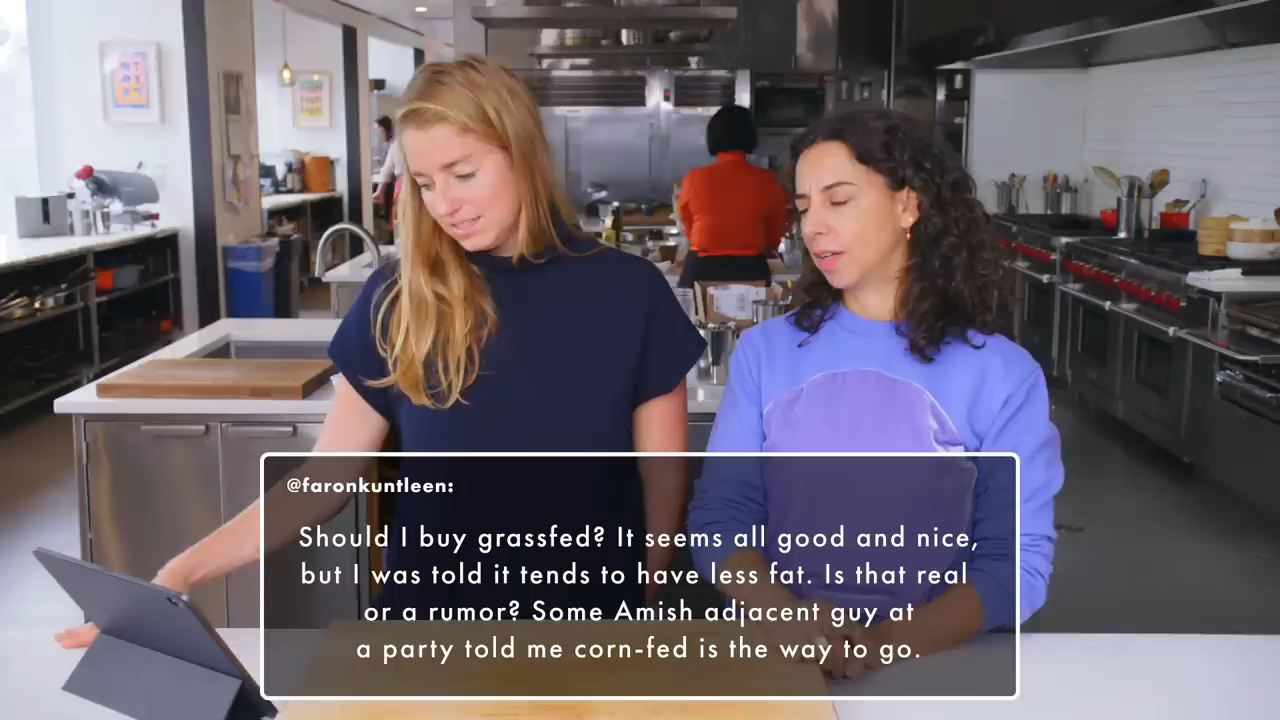 @faronkuntleen:
Should I buy grassfed? It seems all good and nice,
but I was told it tends to have less fat. Is that real
or a rumor? Some Amish adjacent guy at
a party told me corn-fed is the way to go.